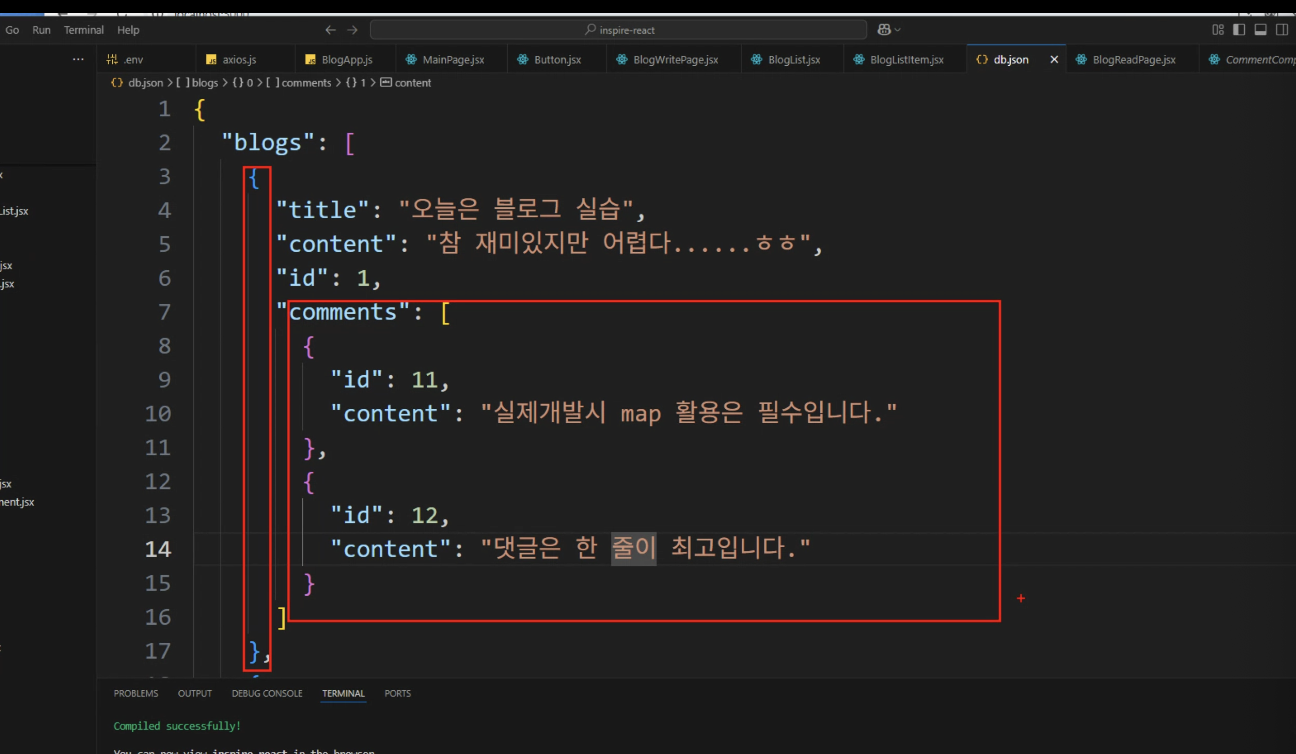 Go Run Terminal Help inspire-react
.env axios.js BlogApp.js MainPage.jsx Button.jsx BlogWritePage.jsx BlogList.jsx BlogListItem.jsx db.json BlogReadPage.jsx CommentComp
{} db.json > [ ] blogs > {} 0 > [ ] comments > {} 1 > content
1 {
2 "blogs": [
3 {
4 "title": "오늘은 블로그 실습",
5 "content": "참 재미있지만 어렵다......ㅎㅎ",
6 "id": 1,
7 "comments": [
8 {
9 "id": 11,
10 "content": "실제개발시 map 활용은 필수입니다."
11 },
12 {
13 "id": 12,
14 "content": "댓글은 한 줄이 최고입니다."
15 }
16 ]
17 },
List.jsx
jsx
.jsx
jsx
ment.jsx
PROBLEMS OUTPUT DEBUG CONSOLE TERMINAL PORTS
Compiled successfully!
You can now view inspire-react in the browser.